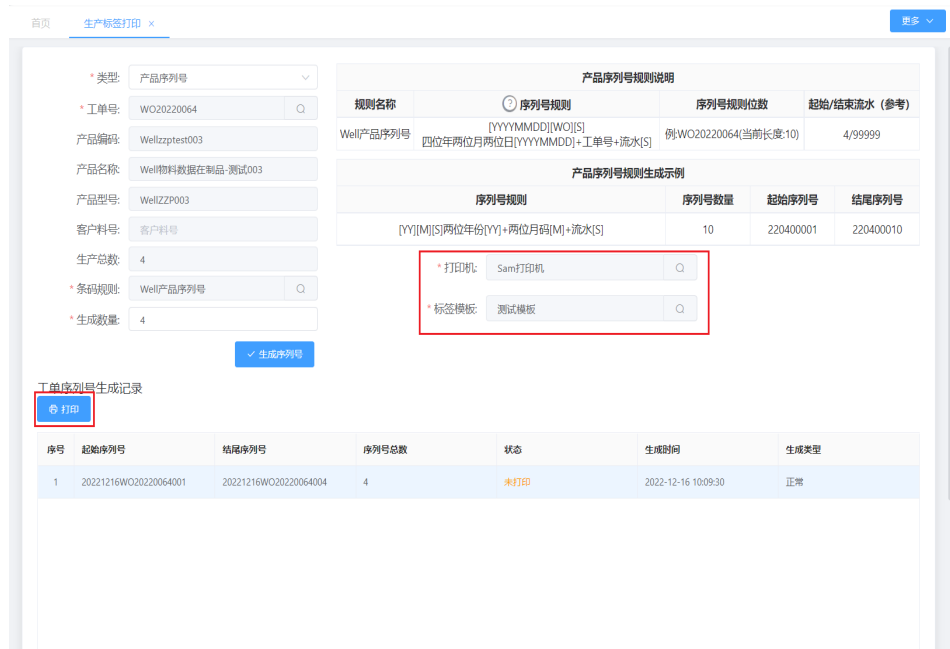 首页
生产标签打印 ×
更多
* 类型: 产品序列号
* 工单号: WO20220064
产品编码: Wellzzptest003
产品名称: Well物料数据在制品-测试003
产品型号: WellZZP003
客户料号: 客户料号
生产总数: 4
* 条码规则: Well产品序列号
* 生成数量: 4
生成序列号
产品序列号规则说明
规则名称 ? 序列号规则 序列号规则位数 起始/结束流水（参考）
Well产品序列号 [YYYYMMDD][WO][S] 例:WO20220064(当前长度:10) 4/99999
四位年两位月两位日[YYYYMMDD]+工单号+流水[S]
产品序列号规则生成示例
序列号规则 序列号数量 起始序列号 结尾序列号
[YY][M][S]两位年份[YY]+两位月码[M]+流水[S] 10 220400001 220400010
* 打印机: Sam打印机
* 标签模板: 测试模板
工单序列号生成记录
打印
序号 起始序列号 结尾序列号 序列号总数 状态 生成时间 生成类型
1 20221216WO20220064001 20221216WO20220064004 4 未打印 2022-12-16 10:09:30 正常